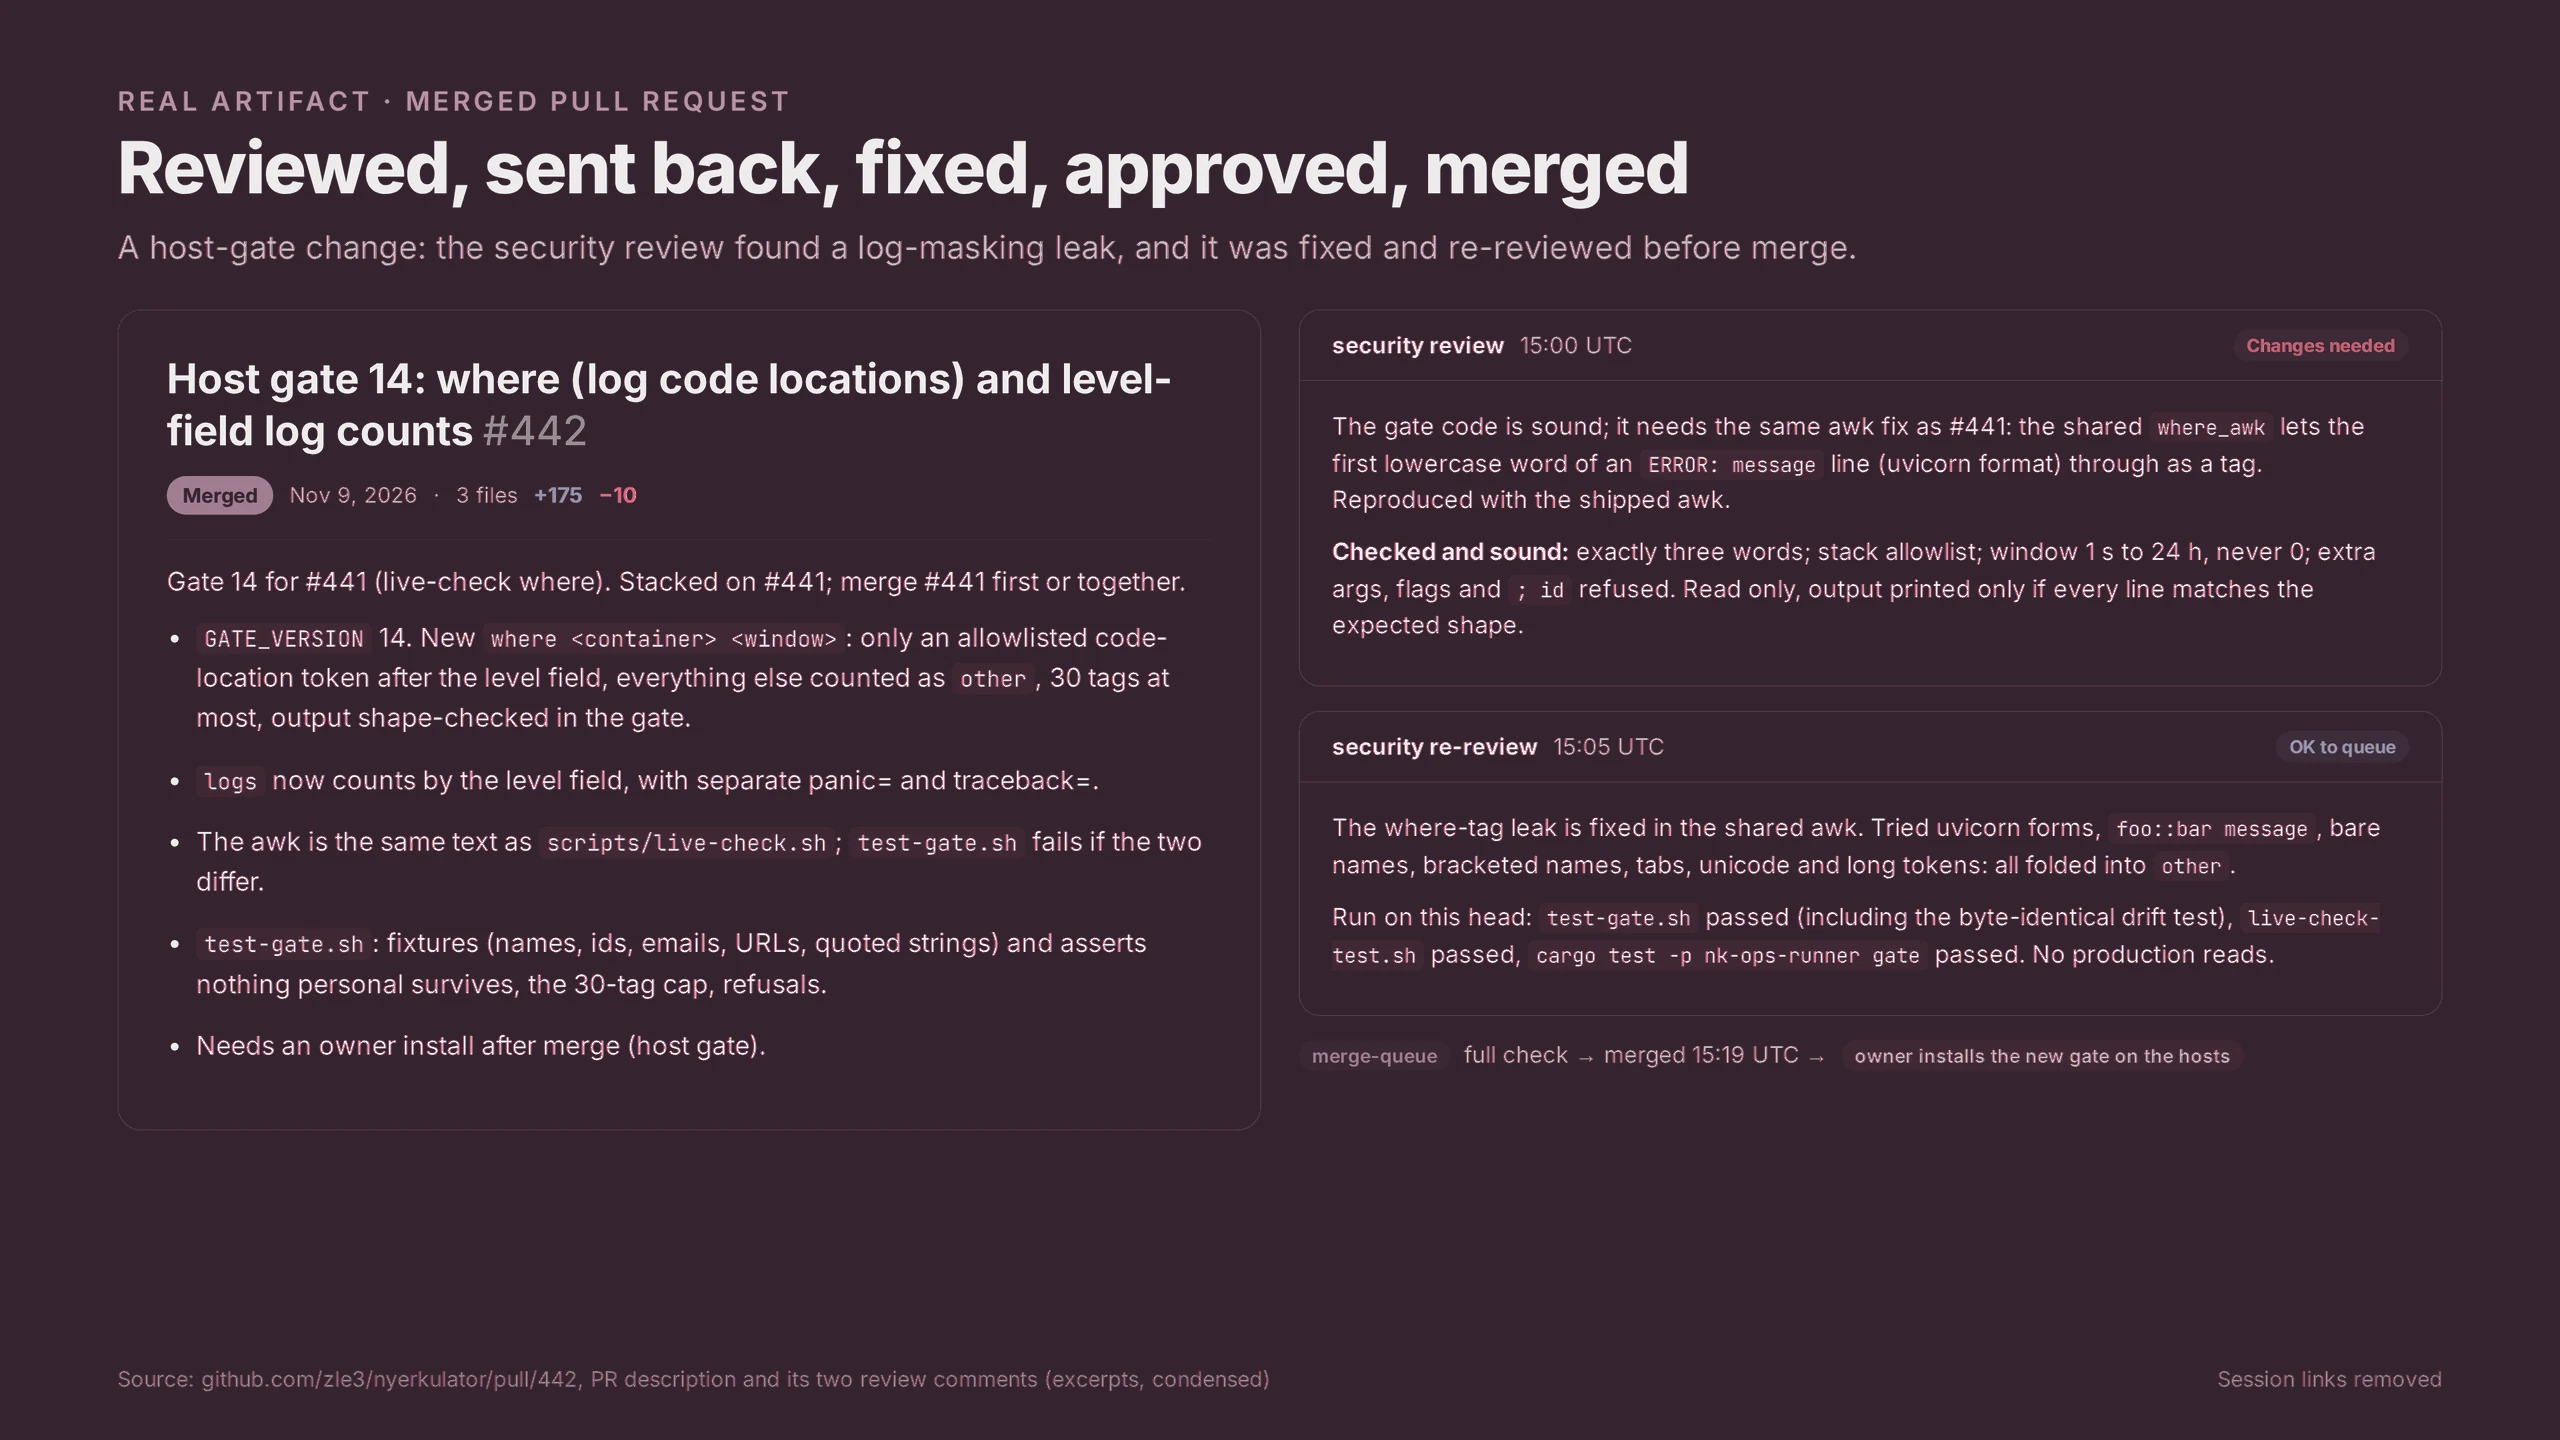 REAL ARTIFACT · MERGED PULL REQUEST
Reviewed, sent back, fixed, approved, merged
A host-gate change: the security review found a log-masking leak, and it was fixed and re-reviewed before merge.
Host gate 14: where (log code locations) and level-
field log counts #442
Merged Nov 9, 2026 · 3 files +175 −10
Gate 14 for #441 (live-check where). Stacked on #441; merge #441 first or together.
• GATE_VERSION 14. New where <container> <window>: only an allowlisted code-
location token after the level field, everything else counted as other, 30 tags at
most, output shape-checked in the gate.
• logs now counts by the level field, with separate panic= and traceback=.
• The awk is the same text as scripts/live-check.sh; test-gate.sh fails if the two
differ.
• test-gate.sh: fixtures (names, ids, emails, URLs, quoted strings) and asserts
nothing personal survives, the 30-tag cap, refusals.
• Needs an owner install after merge (host gate).
security review 15:00 UTC Changes needed
The gate code is sound; it needs the same awk fix as #441: the shared where_awk lets the
first lowercase word of an ERROR: message line (uvicorn format) through as a tag.
Reproduced with the shipped awk.
Checked and sound: exactly three words; stack allowlist; window 1 s to 24 h, never 0; extra
args, flags and ; id refused. Read only, output printed only if every line matches the
expected shape.
security re-review 15:05 UTC OK to queue
The where-tag leak is fixed in the shared awk. Tried uvicorn forms, foo::bar message, bare
names, bracketed names, tabs, unicode and long tokens: all folded into other.
Run on this head: test-gate.sh passed (including the byte-identical drift test), live-check-
test.sh passed, cargo test -p nk-ops-runner gate passed. No production reads.
merge-queue full check → merged 15:19 UTC → owner installs the new gate on the hosts
Source: github.com/zle3/nyerkulator/pull/442, PR description and its two review comments (excerpts, condensed)
Session links removed